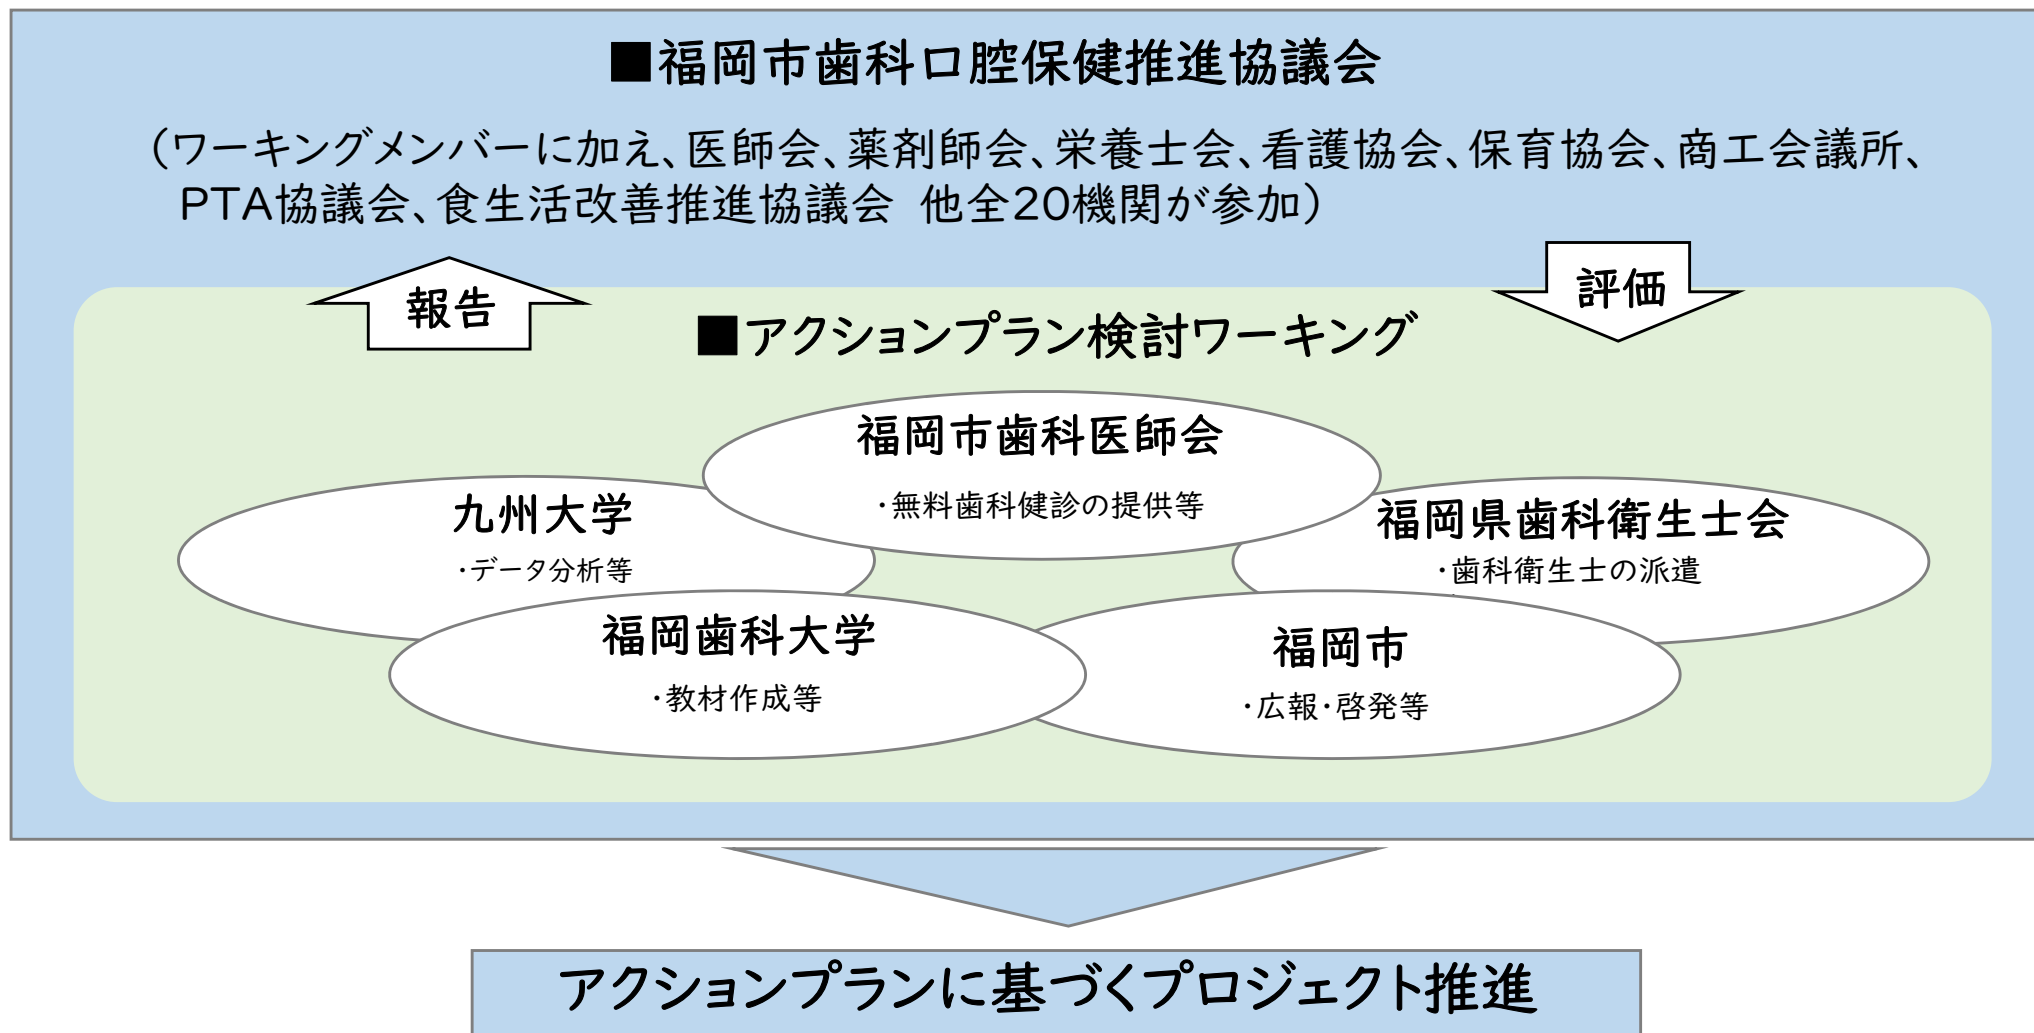 ■福岡市歯科口腔保健推進協議会
（ワーキングメンバーに加え、医師会、薬剤師会、栄養士会、看護協会、保育協会、商工会議所、
PTA協議会、食生活改善推進協議会 他全20機関が参加）
報告
評価
■アクションプラン検討ワーキング
福岡市歯科医師会
・無料歯科健診の提供等
九州大学
・データ分析等
福岡県歯科衛生士会
・歯科衛生士の派遣
福岡歯科大学
・教材作成等
福岡市
・広報・啓発等
アクションプランに基づくプロジェクト推進